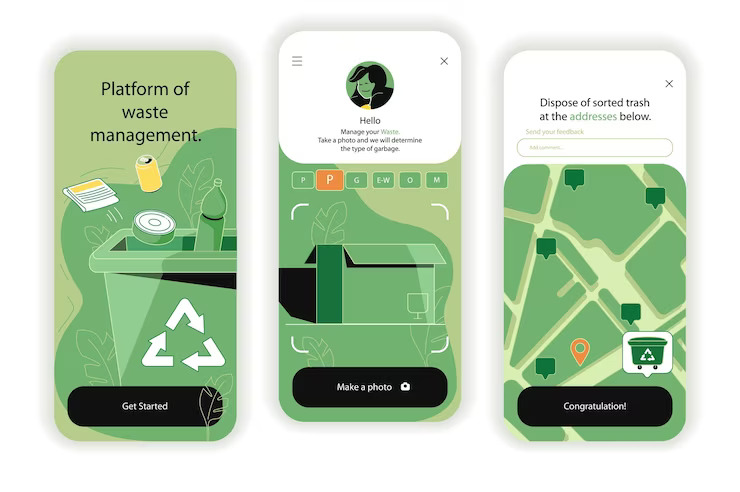 Platform of
waste
management.
Get Started
Hello
Manage your Waste.
Take a photo and we will determine
the type of garbage.
P P G E-W O M
Make a photo
Dispose of sorted trash
at the addresses below.
Send your feedback
Add comment...
Congratulation!